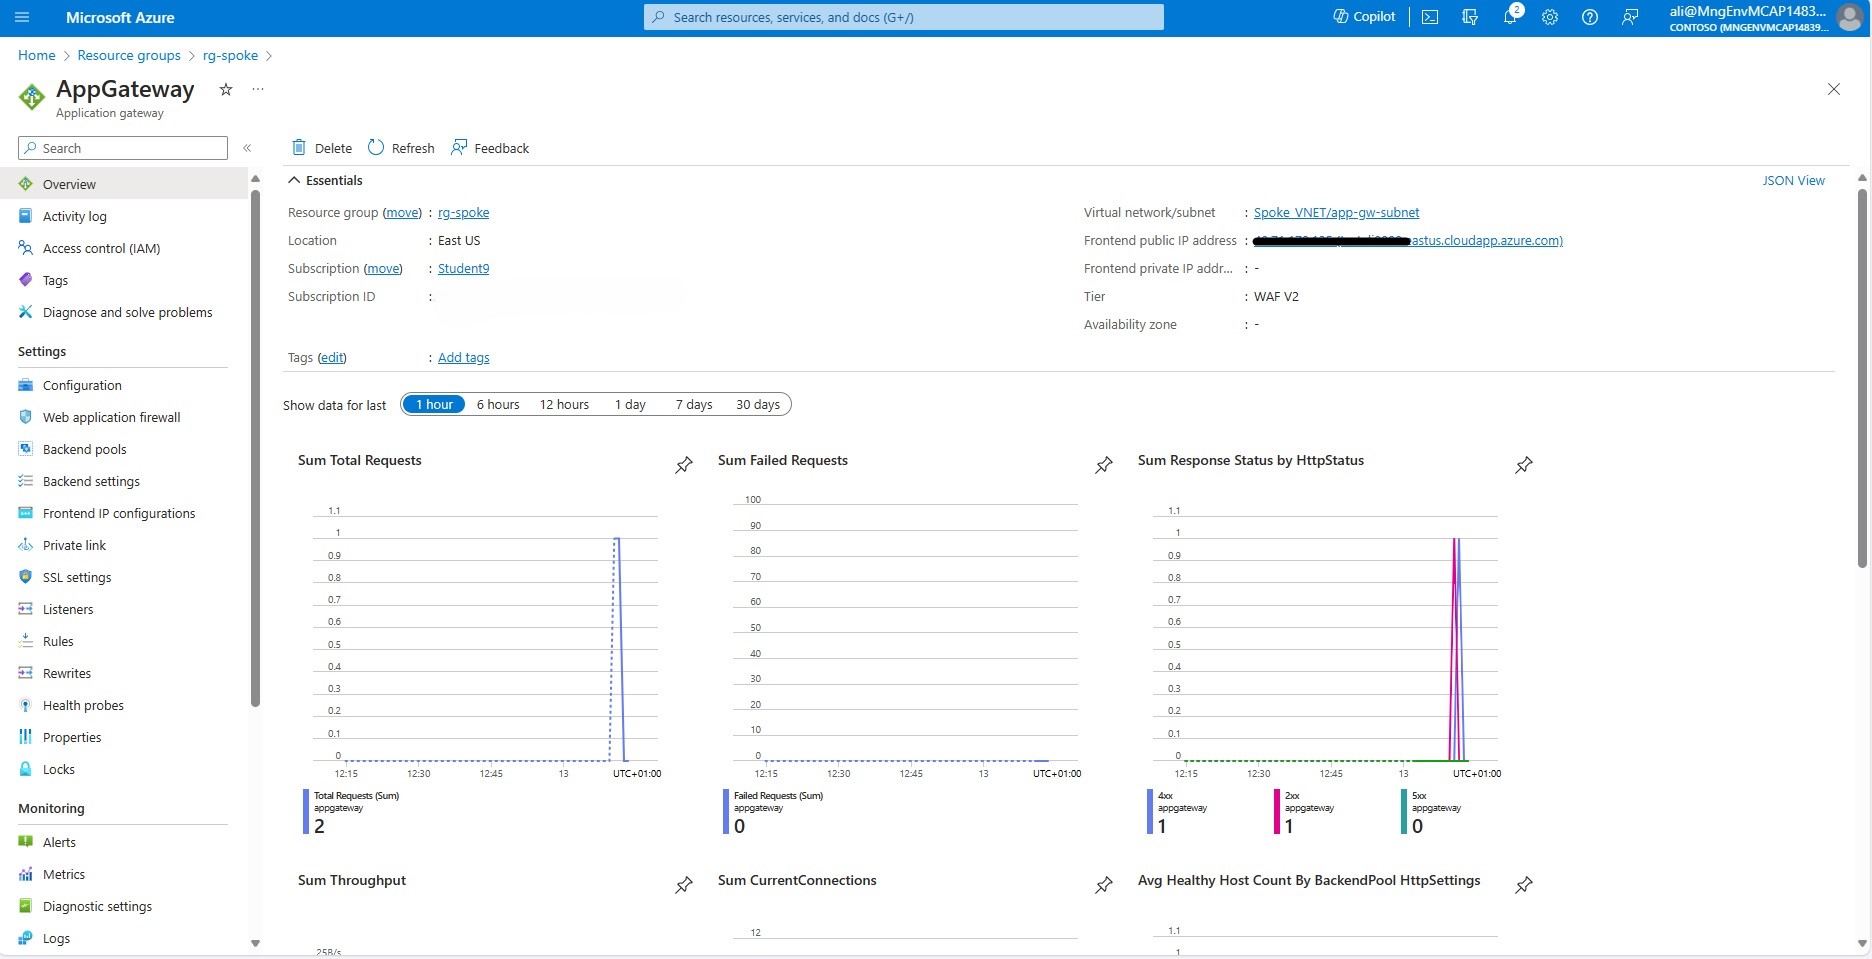 Microsoft Azure
Search resources, services, and docs (G+/)
Copilot
2
ali@MngEnvMCAP1483...
CONTOSO (MNGENVMCAP14839...
Home > Resource groups > rg-spoke >
AppGateway
Application gateway
Search
Overview
Activity log
Access control (IAM)
Tags
Diagnose and solve problems
Settings
Configuration
Web application firewall
Backend pools
Backend settings
Frontend IP configurations
Private link
SSL settings
Listeners
Rules
Rewrites
Health probes
Properties
Locks
Monitoring
Alerts
Metrics
Diagnostic settings
Logs
Delete
Refresh
Feedback
Essentials
JSON View
Resource group (move) : rg-spoke
Location : East US
Subscription (move) : Student9
Subscription ID :
Tags (edit) : Add tags
Virtual network/subnet : Spoke_VNET/app-gw-subnet
Frontend public IP address : astus.cloudapp.azure.com)
Frontend private IP addr... : -
Tier : WAF V2
Availability zone : -
Show data for last
1 hour
6 hours
12 hours
1 day
7 days
30 days
Sum Total Requests
1.1
1
0.9
0.8
0.7
0.6
0.5
0.4
0.3
0.2
0.1
0
12:15 12:30 12:45 13 UTC+01:00
Total Requests (Sum)
appgateway
2
Sum Failed Requests
100
90
80
70
60
50
40
30
20
10
0
12:15 12:30 12:45 13 UTC+01:00
Failed Requests (Sum)
appgateway
0
Sum Response Status by HttpStatus
1.1
1
0.9
0.8
0.7
0.6
0.5
0.4
0.3
0.2
0.1
0
12:15 12:30 12:45 13 UTC+01:00
4xx
appgateway
1
2xx
appgateway
1
5xx
appgateway
0
Sum Throughput
25B/s
Sum CurrentConnections
12
Avg Healthy Host Count By BackendPool HttpSettings
1.1
1